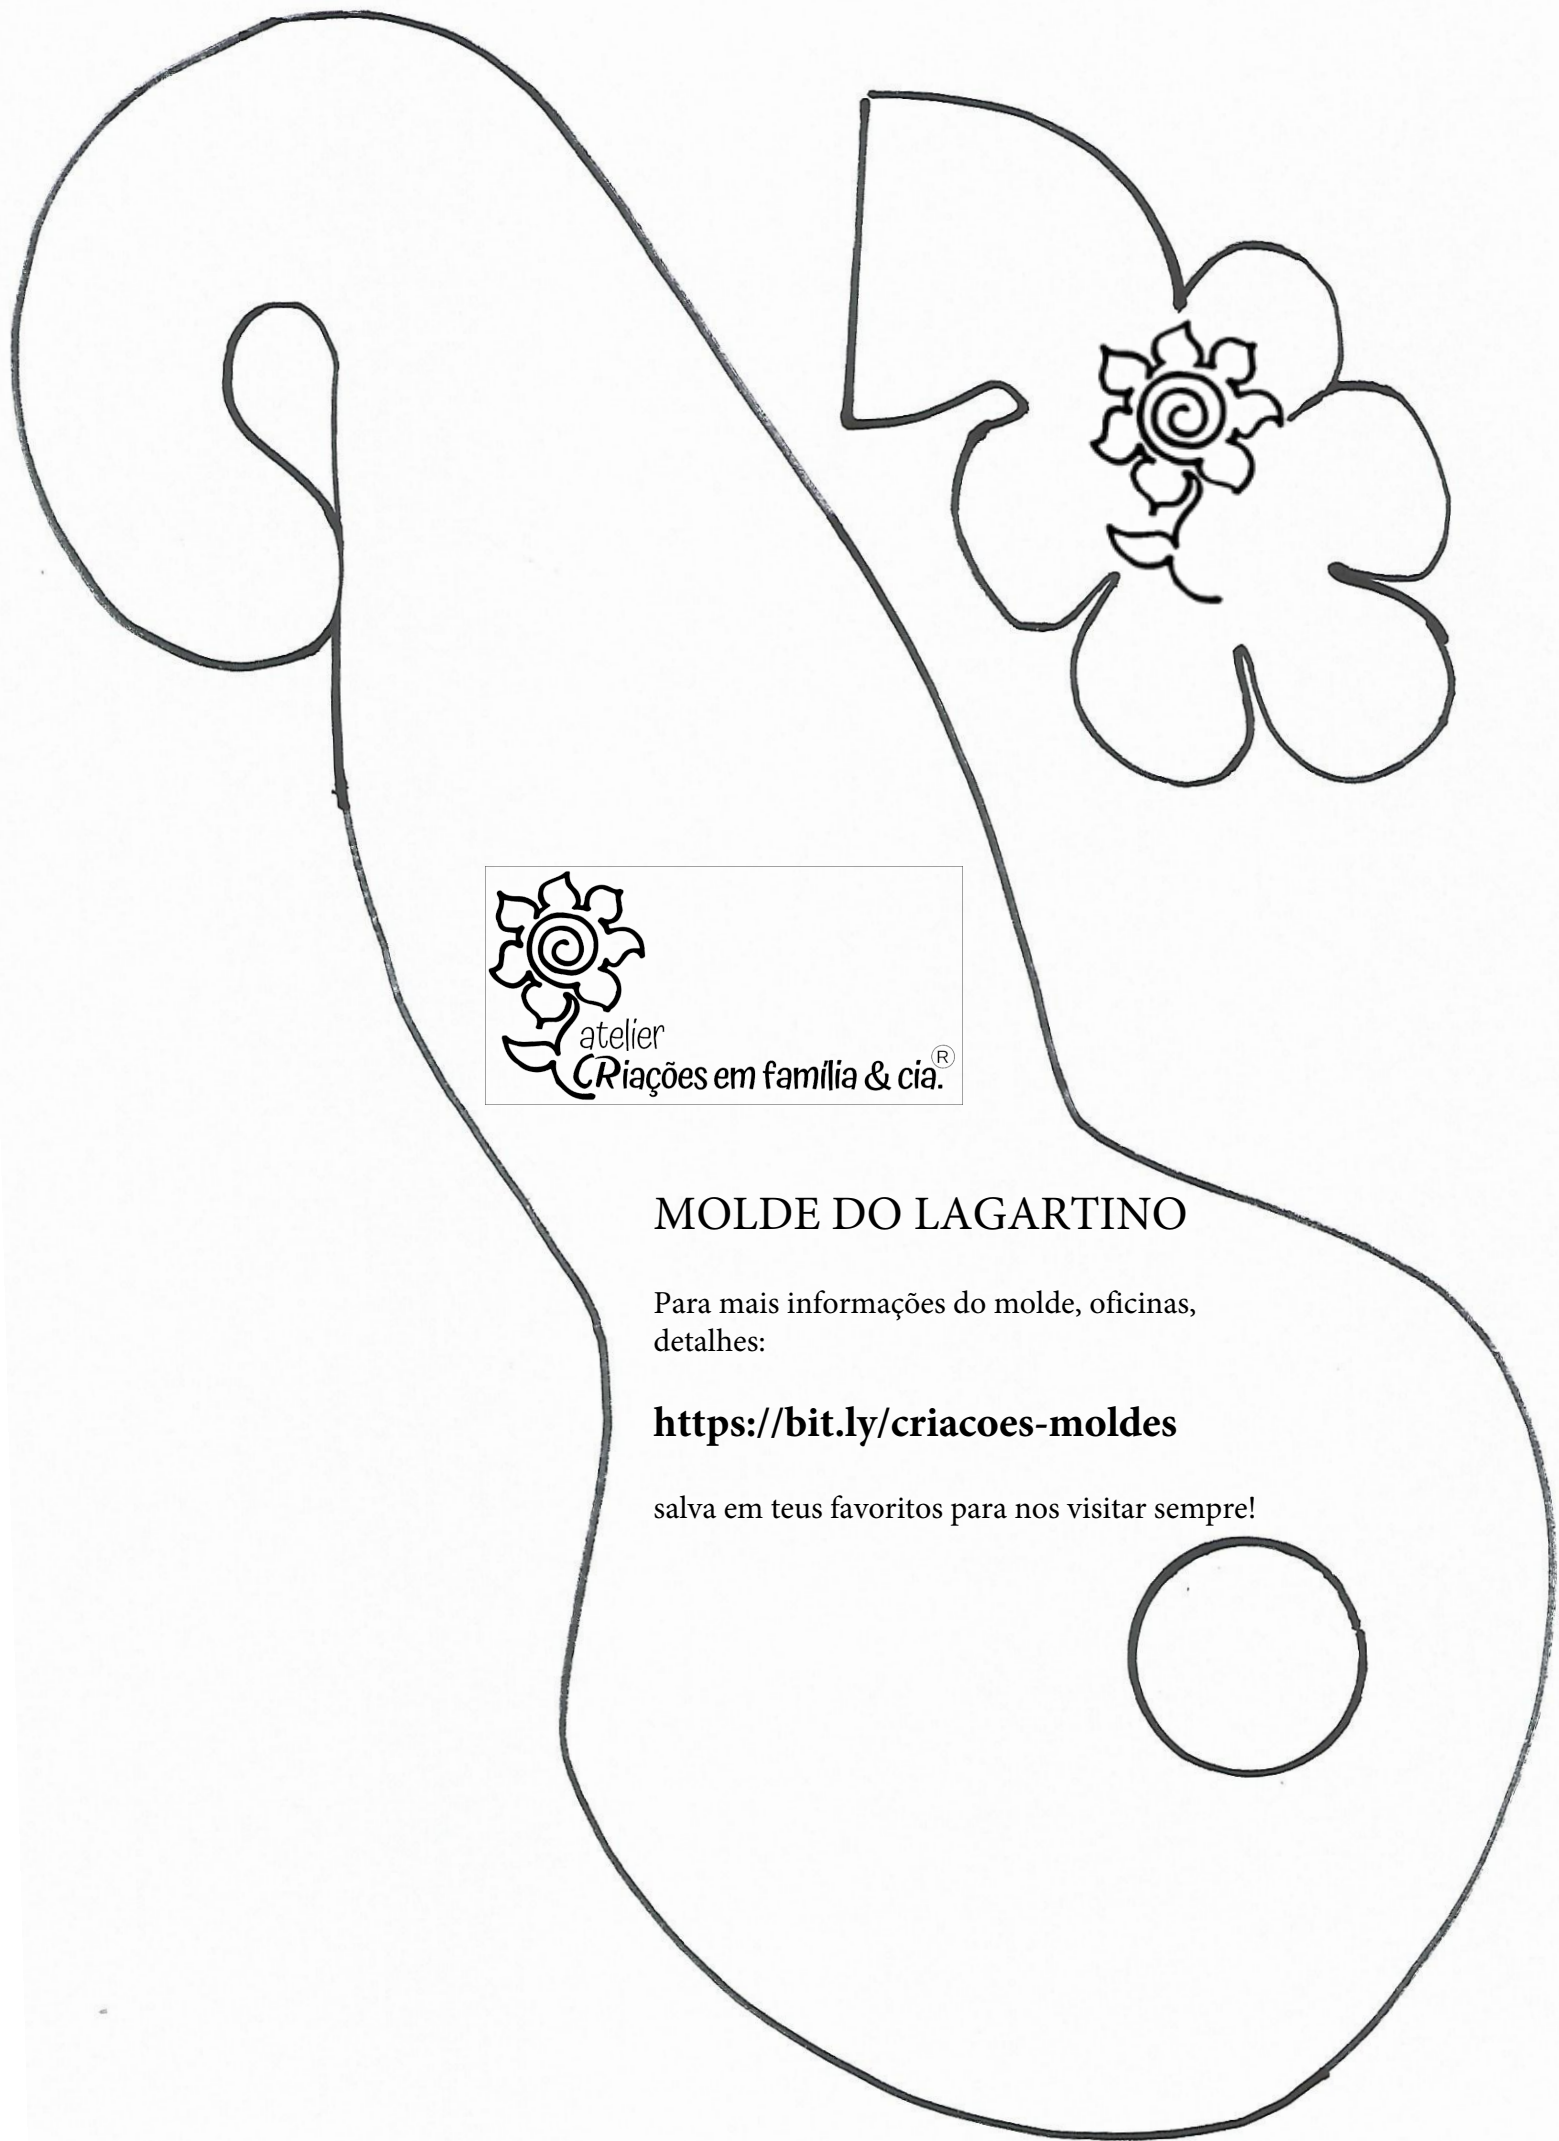 atelier
CRiações em família & cia.®
MOLDE DO LAGARTINO
Para mais informações do molde, oficinas,
detalhes:
https://bit.ly/criacoes-moldes
salva em teus favoritos para nos visitar sempre!